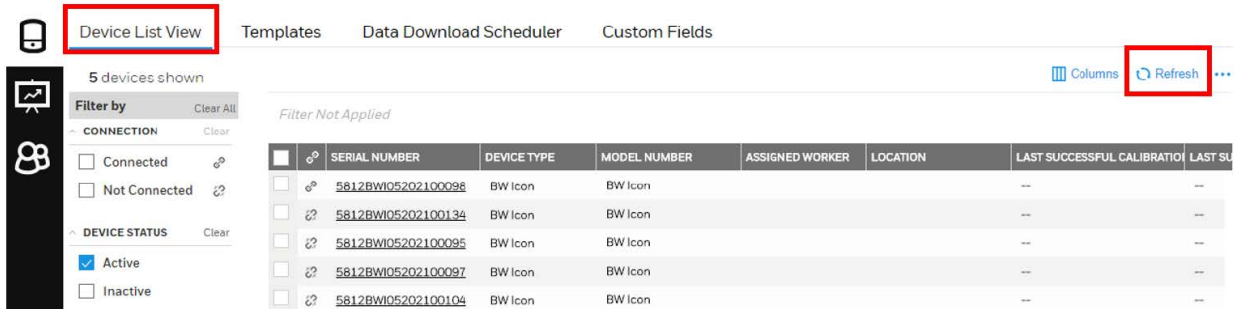 Device List View Templates Data Download Scheduler Custom Fields
5 devices shown Columns Refresh
Filter by Clear All
Filter Not Applied
CONNECTION Clear
Connected
Not Connected
DEVICE STATUS Clear
Active
Inactive
SERIAL NUMBER DEVICE TYPE MODEL NUMBER ASSIGNED WORKER LOCATION LAST SUCCESSFUL CALIBRATIO LAST SU
5812BWI05202100098 BW Icon BW Icon -- --
5812BWI05202100134 BW Icon BW Icon -- --
5812BWI05202100095 BW Icon BW Icon -- --
5812BWI05202100097 BW Icon BW Icon -- --
5812BWI05202100104 BW Icon BW Icon -- --